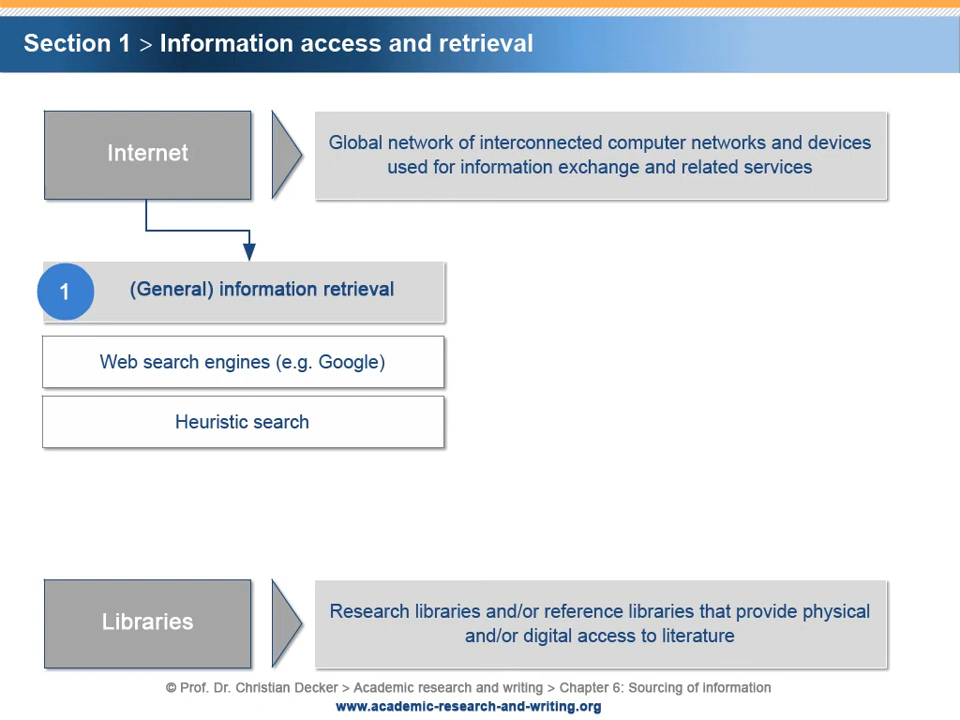 Section 1 > Information access and retrieval
Internet
Global network of interconnected computer networks and devices
used for information exchange and related services
1
(General) information retrieval
Web search engines (e.g. Google)
Heuristic search
Libraries
Research libraries and/or reference libraries that provide physical
and/or digital access to literature
© Prof. Dr. Christian Decker > Academic research and writing > Chapter 6: Sourcing of information
www.academic-research-and-writing.org